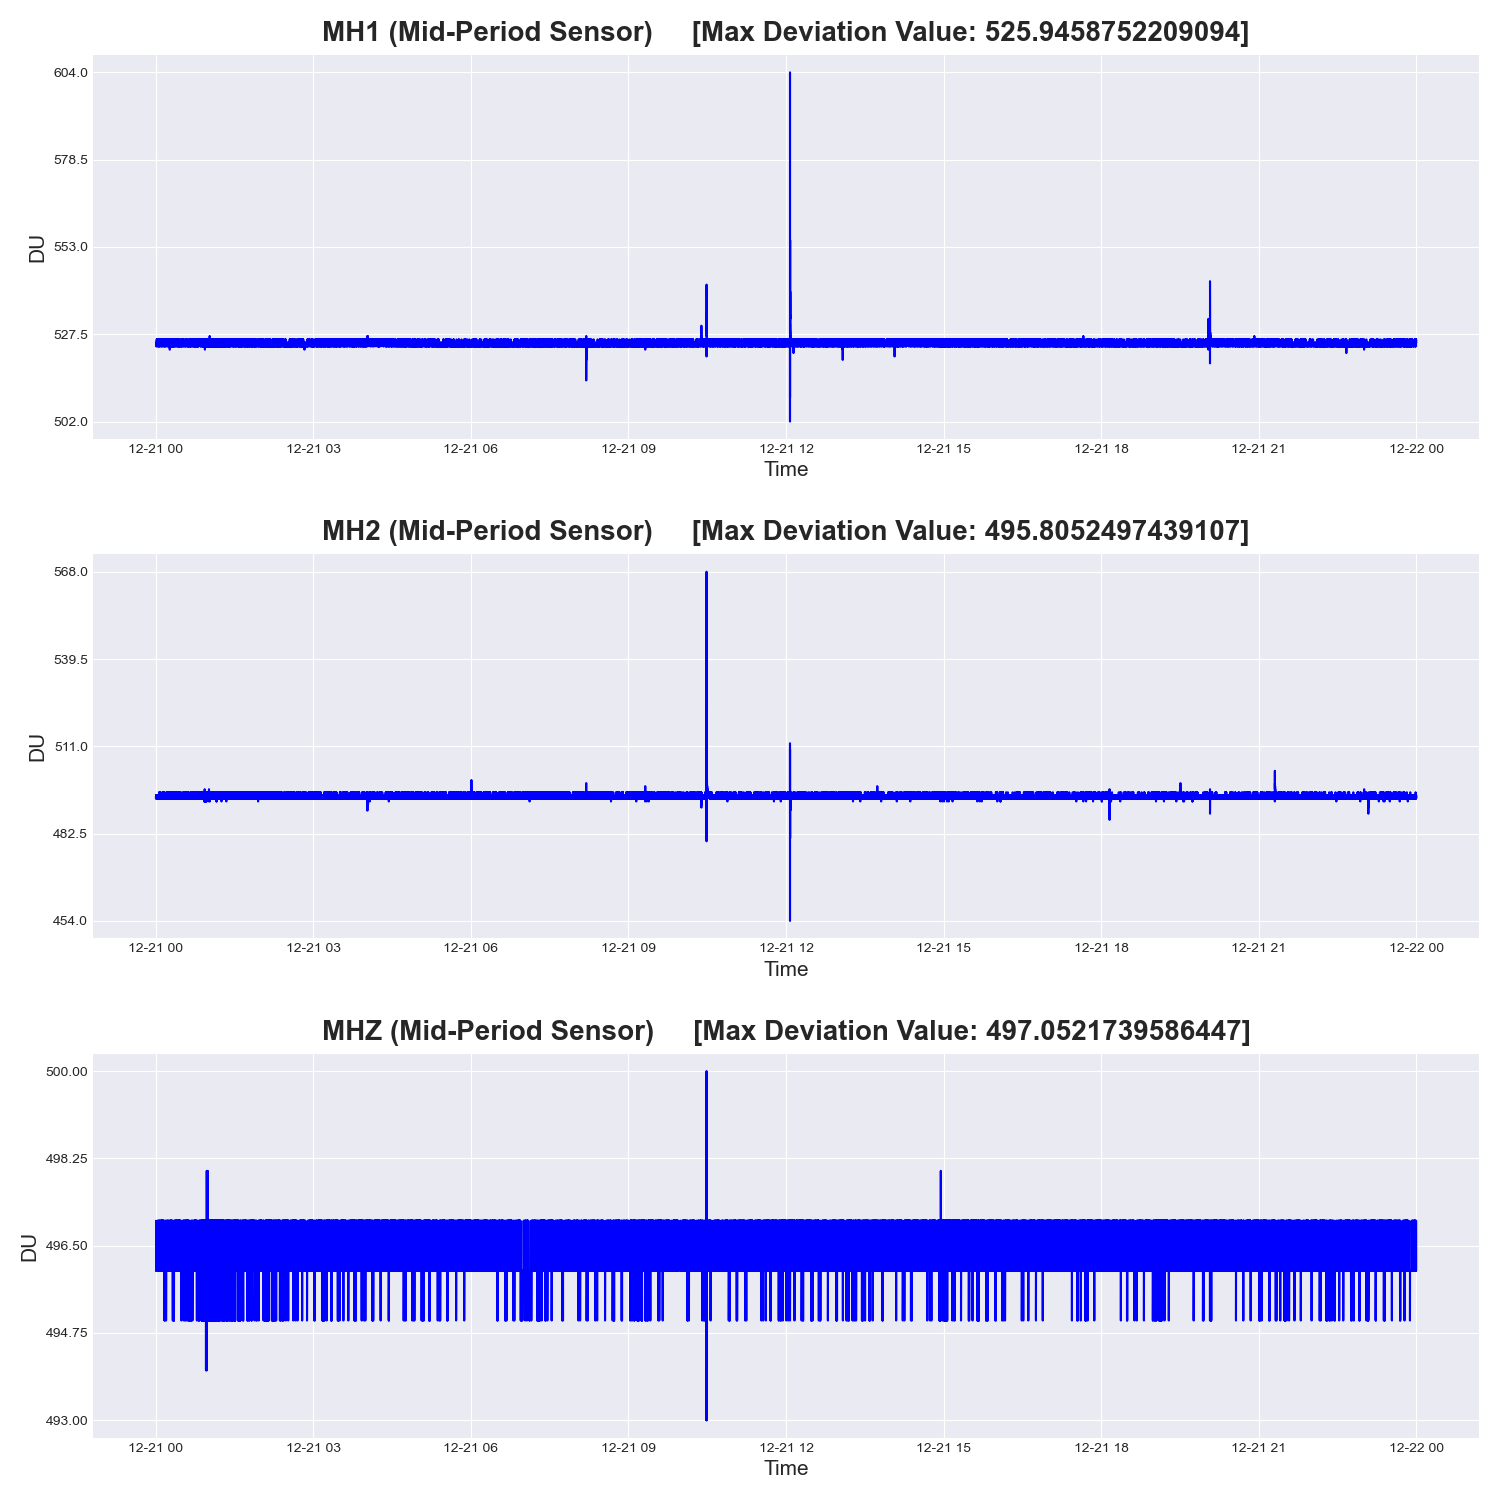 MH1 (Mid-Period Sensor) [Max Deviation Value: 525.9458752209094]
604.0
578.5
553.0
527.5
502.0
DU
12-21 00 12-21 03 12-21 06 12-21 09 12-21 12 12-21 15 12-21 18 12-21 21 12-22 00
Time
MH2 (Mid-Period Sensor) [Max Deviation Value: 495.8052497439107]
568.0
539.5
511.0
482.5
454.0
DU
12-21 00 12-21 03 12-21 06 12-21 09 12-21 12 12-21 15 12-21 18 12-21 21 12-22 00
Time
MHZ (Mid-Period Sensor) [Max Deviation Value: 497.0521739586447]
500.00
498.25
496.50
494.75
493.00
DU
12-21 00 12-21 03 12-21 06 12-21 09 12-21 12 12-21 15 12-21 18 12-21 21 12-22 00
Time